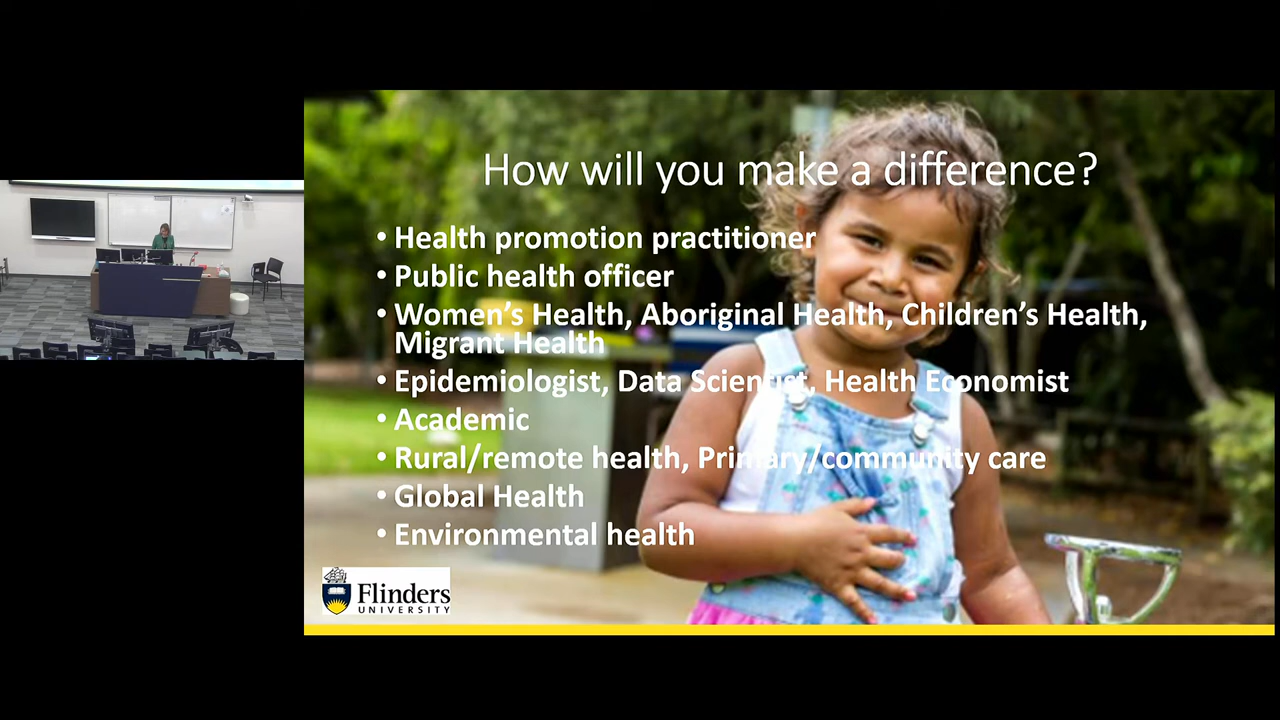 How will you make a difference?
• Health promotion practitioner
• Public health officer
• Women’s Health, Aboriginal Health, Children’s Health,
Migrant Health
• Epidemiologist, Data Scientist, Health Economist
• Academic
• Rural/remote health, Primary/community care
• Global Health
• Environmental health
Flinders
UNIVERSITY